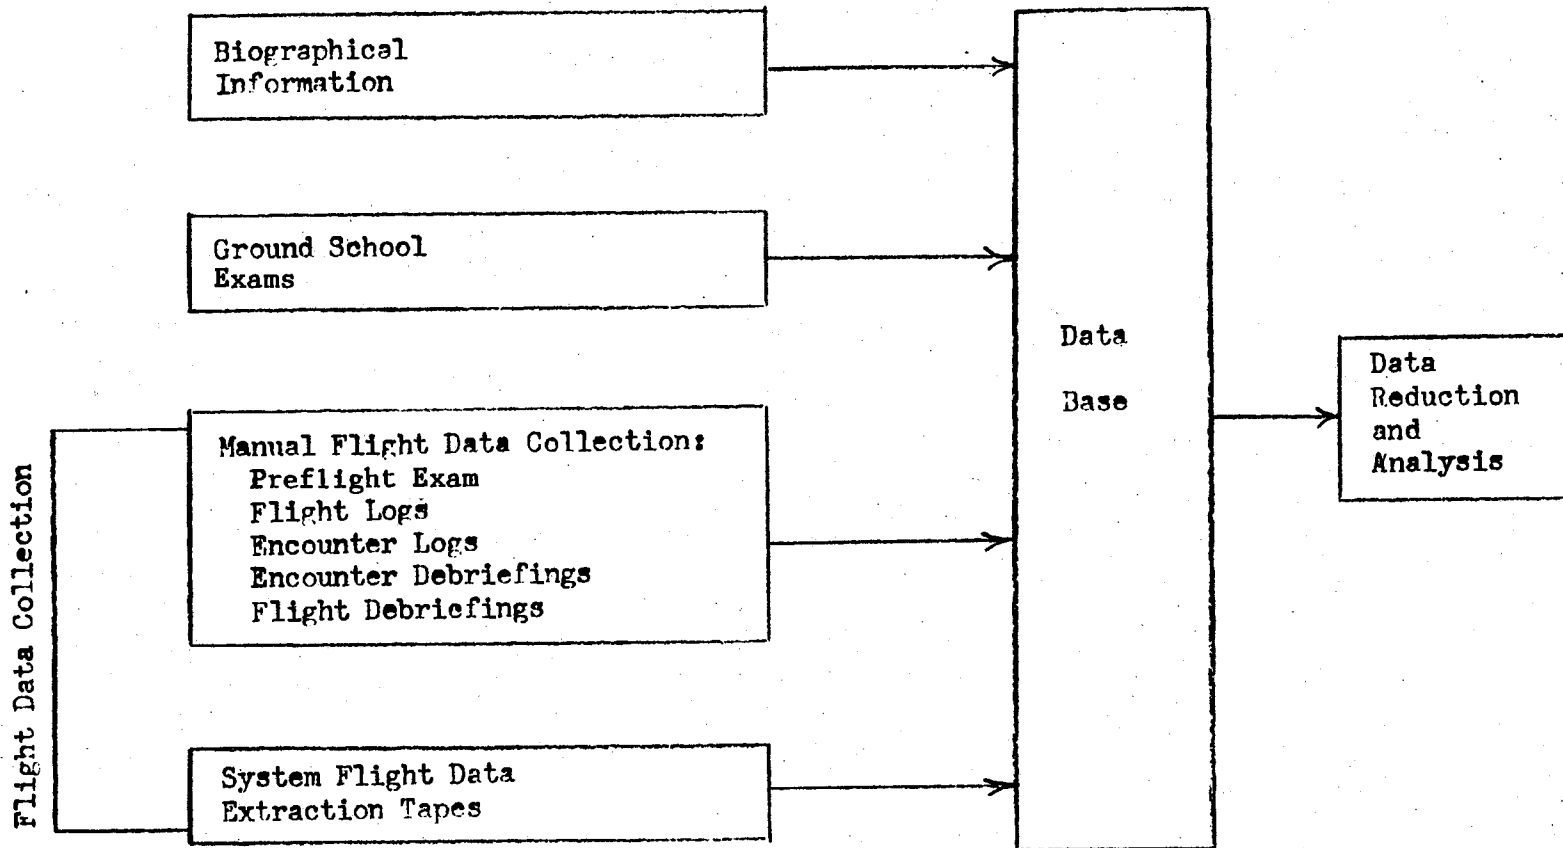 Biographical
Information
Ground School
Exams
Manual Flight Data Collection:
Preflight Exam
Flight Logs
Encounter Logs
Encounter Debriefings
Flight Debriefings
System Flight Data
Extraction Tapes
Flight Data Collection
Data
Base
Data
Reduction
and
Analysis